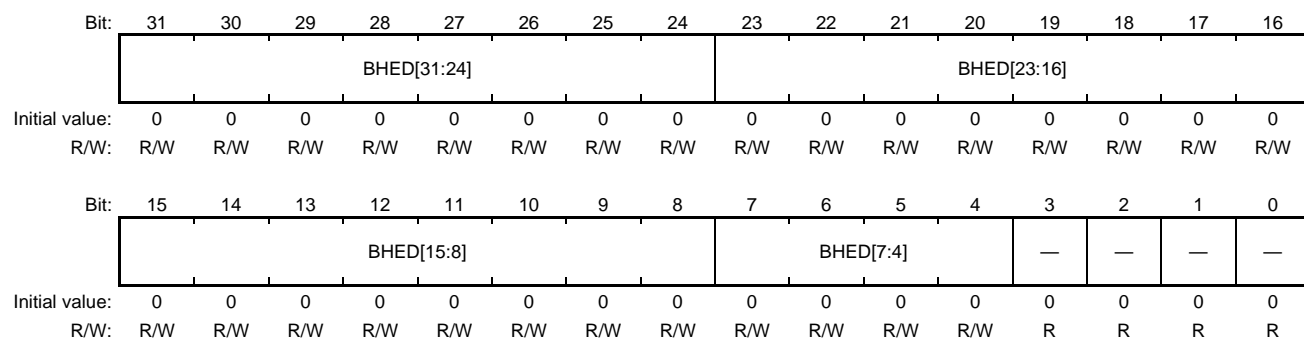 Bit: 31 30 29 28 27 26 25 24 23 22 21 20 19 18 17 16
BHED[31:24] BHED[23:16]
Initial value: 0 0 0 0 0 0 0 0 0 0 0 0 0 0 0 0
R/W: R/W R/W R/W R/W R/W R/W R/W R/W R/W R/W R/W R/W R/W R/W R/W R/W
Bit: 15 14 13 12 11 10 9 8 7 6 5 4 3 2 1 0
BHED[15:8] BHED[7:4] — — — —
Initial value: 0 0 0 0 0 0 0 0 0 0 0 0 0 0 0 0
R/W: R/W R/W R/W R/W R/W R/W R/W R/W R/W R/W R/W R/W R R R R